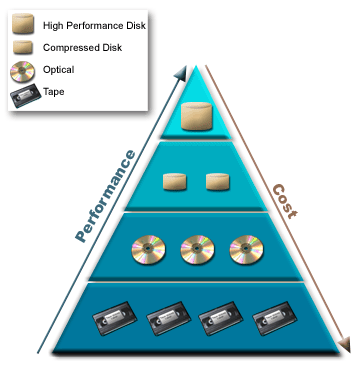 High Performance Disk
Compressed Disk
Optical
Tape
Performance
Cost